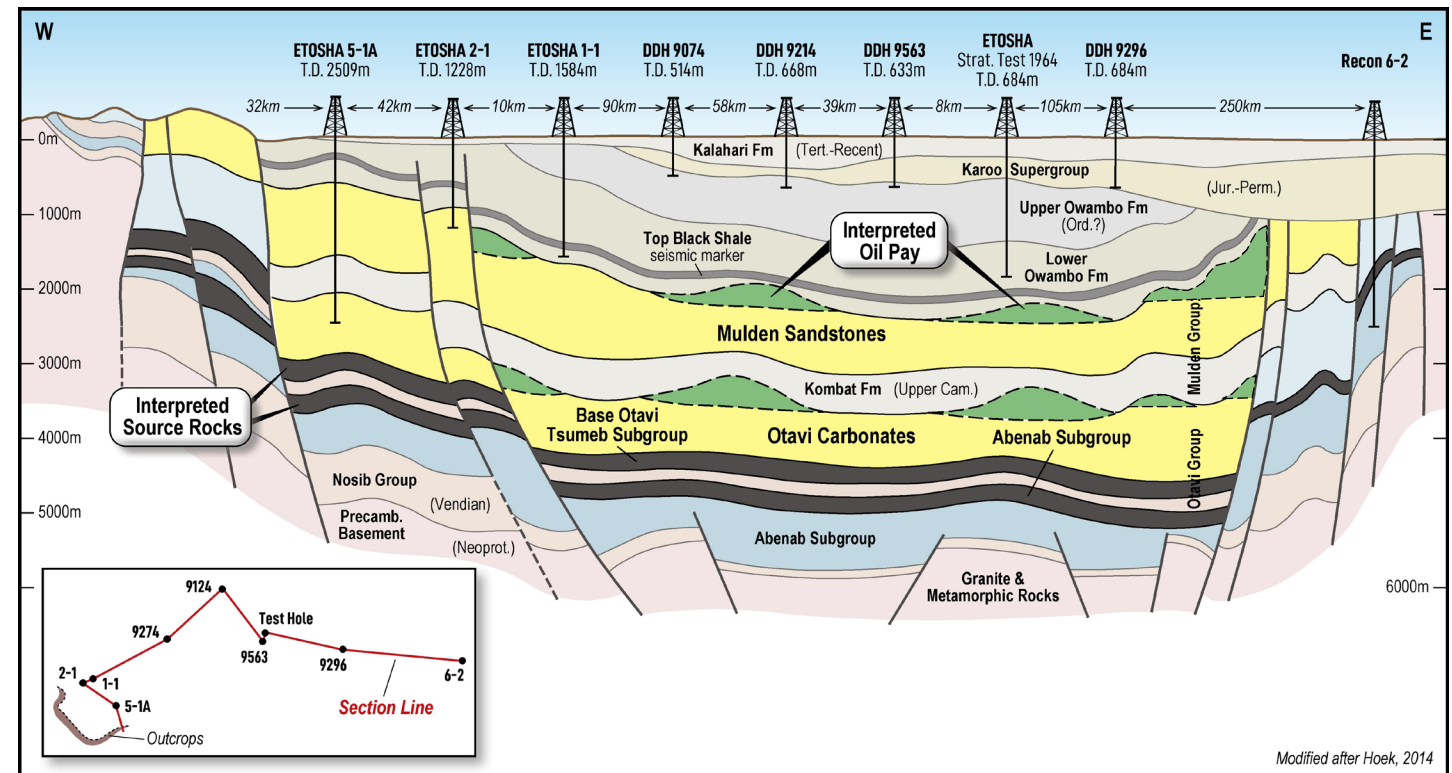 W
E
ETOSHA 5-1A
T.D. 2509m
ETOSHA 2-1
T.D. 1228m
ETOSHA 1-1
T.D. 1584m
DDH 9074
T.D. 514m
DDH 9214
T.D. 668m
DDH 9563
T.D. 633m
ETOSHA
Strat. Test 1964
T.D. 684m
DDH 9296
T.D. 684m
Recon 6-2
32km
42km
10km
90km
58km
39km
8km
105km
250km
0m
1000m
2000m
3000m
4000m
5000m
6000m
Kalahari Fm (Tert.-Recent)
Karoo Supergroup
(Jur.-Perm.)
Upper Owambo Fm
(Ord.?)
Top Black Shale
seismic marker
Interpreted
Oil Pay
Lower
Owambo Fm
Mulden Sandstones
Mulden Group
Kombat Fm (Upper Cam.)
Interpreted
Source Rocks
Base Otavi
Tsumeb Subgroup
Otavi Carbonates
Abenab Subgroup
Otavi Group
Nosib Group
(Vendian)
Precamb.
Basement
(Neoprot.)
Abenab Subgroup
Granite &
Metamorphic Rocks
9124
Test Hole
9274
9563
9296
6-2
2-1
1-1
5-1A
Section Line
Outcrops
Modified after Hoek, 2014